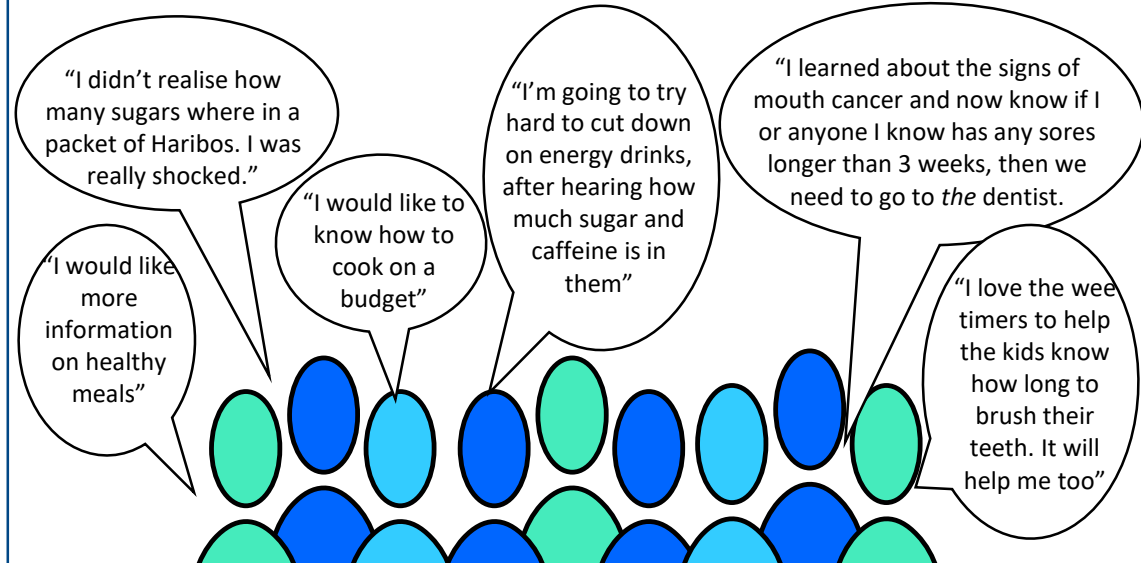 “I didn’t realise how
many sugars where in a
packet of Haribos. I was
really shocked.”
“I would like
more
information
on healthy
meals”
“I would like to
know how to
cook on a
budget”
“I’m going to try
hard to cut down
on energy drinks,
after hearing how
much sugar and
caffeine is in
them”
“I learned about the signs of
mouth cancer and now know if I
or anyone I know has any sores
longer than 3 weeks, then we
need to go to the dentist.
“I love the wee
timers to help
the kids know
how long to
brush their
teeth. It will
help me too”